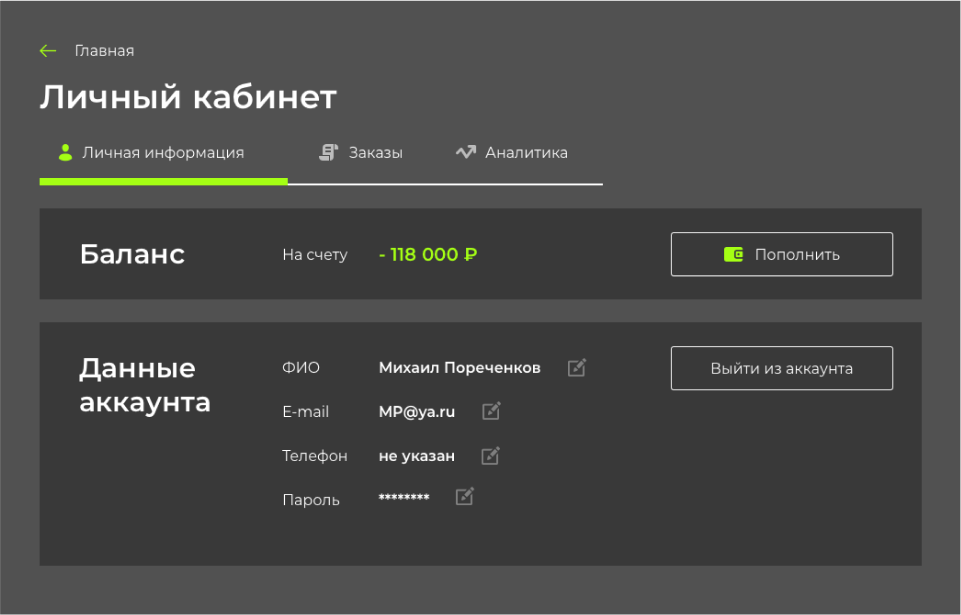 Главная
Личный кабинет
Личная информация Заказы Аналитика
Баланс На счету - 118 000 ₽ Пополнить
Данные аккаунта
ФИО Михаил Пореченков Выйти из аккаунта
E-mail MP@ya.ru
Телефон не указан
Пароль ********